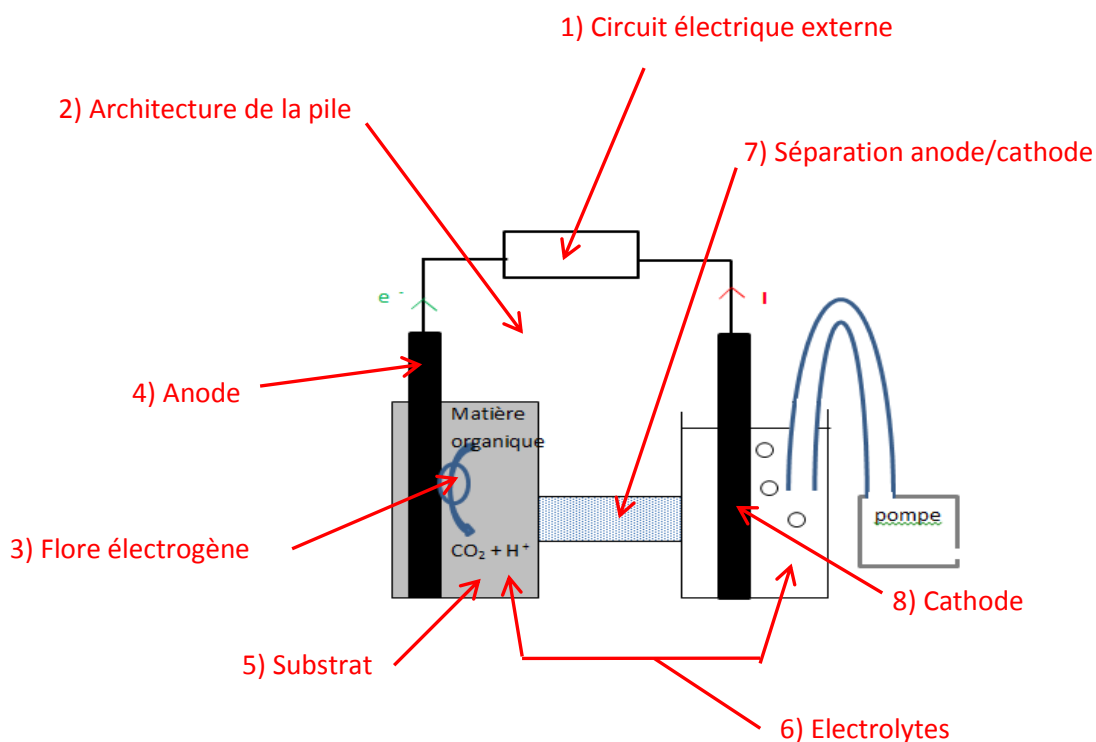 1) Circuit électrique externe
2) Architecture de la pile
7) Séparation anode/cathode
e -
I
4) Anode
Matière
organique
pompe
3) Flore électrogène
CO₂ + H⁺
8) Cathode
5) Substrat
6) Electrolytes